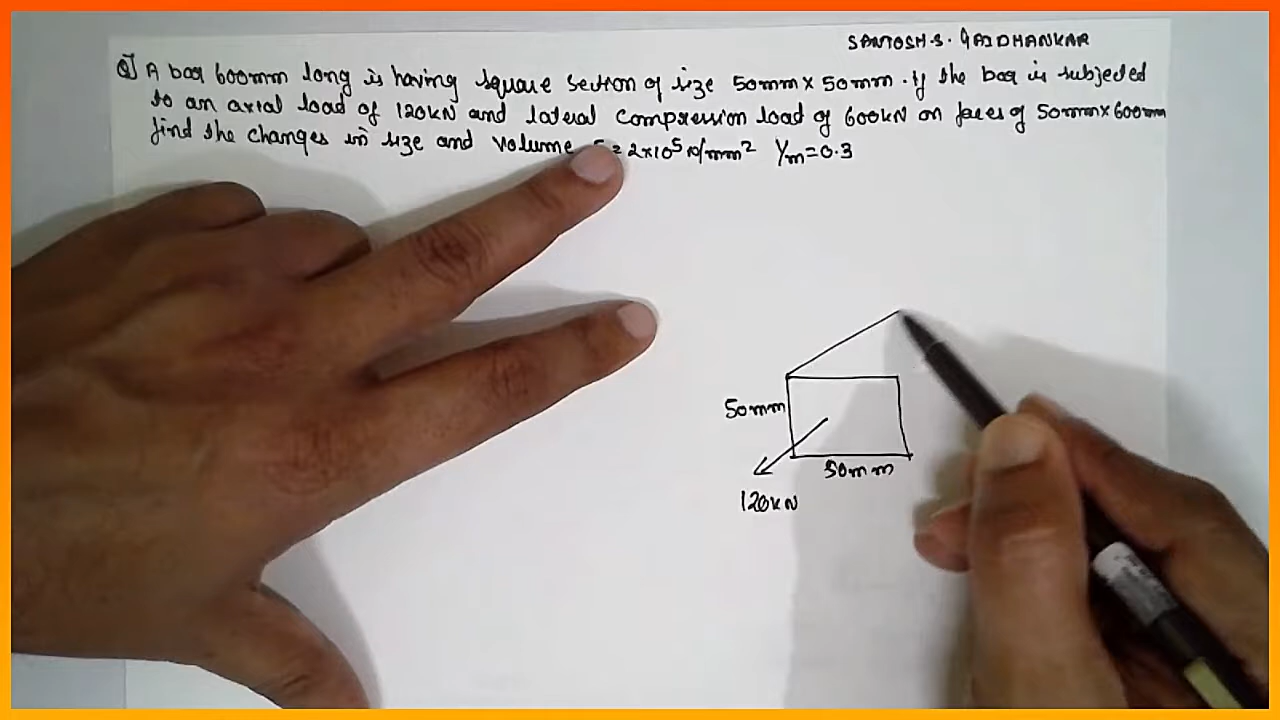 SANTOSH.S. GAIDHANKAR
Q] A bar 600mm long is having square section of size 50mm x 50mm. If the bar is subjected
to an axial load of 120KN and lateral compression load of 600KN on faces of 50mm x 600mm
find the changes in size and volume = 2x10⁵ N/mm² 1/m=0.3
50mm
50mm
120KN